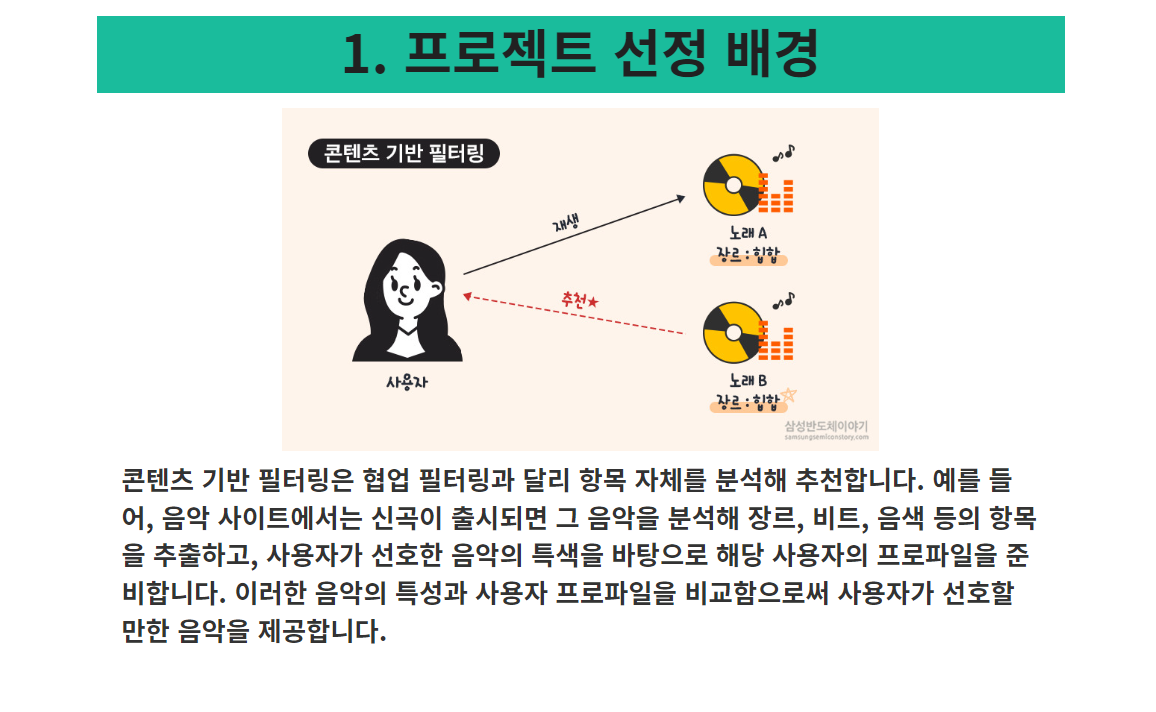 1. 프로젝트 선정 배경
콘텐츠 기반 필터링
재생
노래 A
장르 : 힙합
추천★
사용자
노래 B
장르 : 힙합
삼성반도체이야기
samsungsemiconstory.com
콘텐츠 기반 필터링은 협업 필터링과 달리 항목 자체를 분석해 추천합니다. 예를 들
어, 음악 사이트에서는 신곡이 출시되면 그 음악을 분석해 장르, 비트, 음색 등의 항목
을 추출하고, 사용자가 선호한 음악의 특색을 바탕으로 해당 사용자의 프로파일을 준
비합니다. 이러한 음악의 특성과 사용자 프로파일을 비교함으로써 사용자가 선호할
만한 음악을 제공합니다.